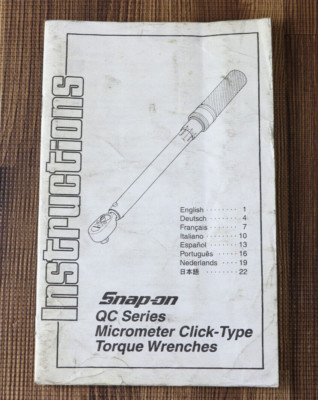 Instructions
English ········ 1
Deutsch ······· 4
Français ······· 7
Italiano ······· 10
Español ······· 13
Português ···· 16
Nederlands ··· 19
日本語 ········ 22
Snap-on
QC Series
Micrometer Click-Type
Torque Wrenches